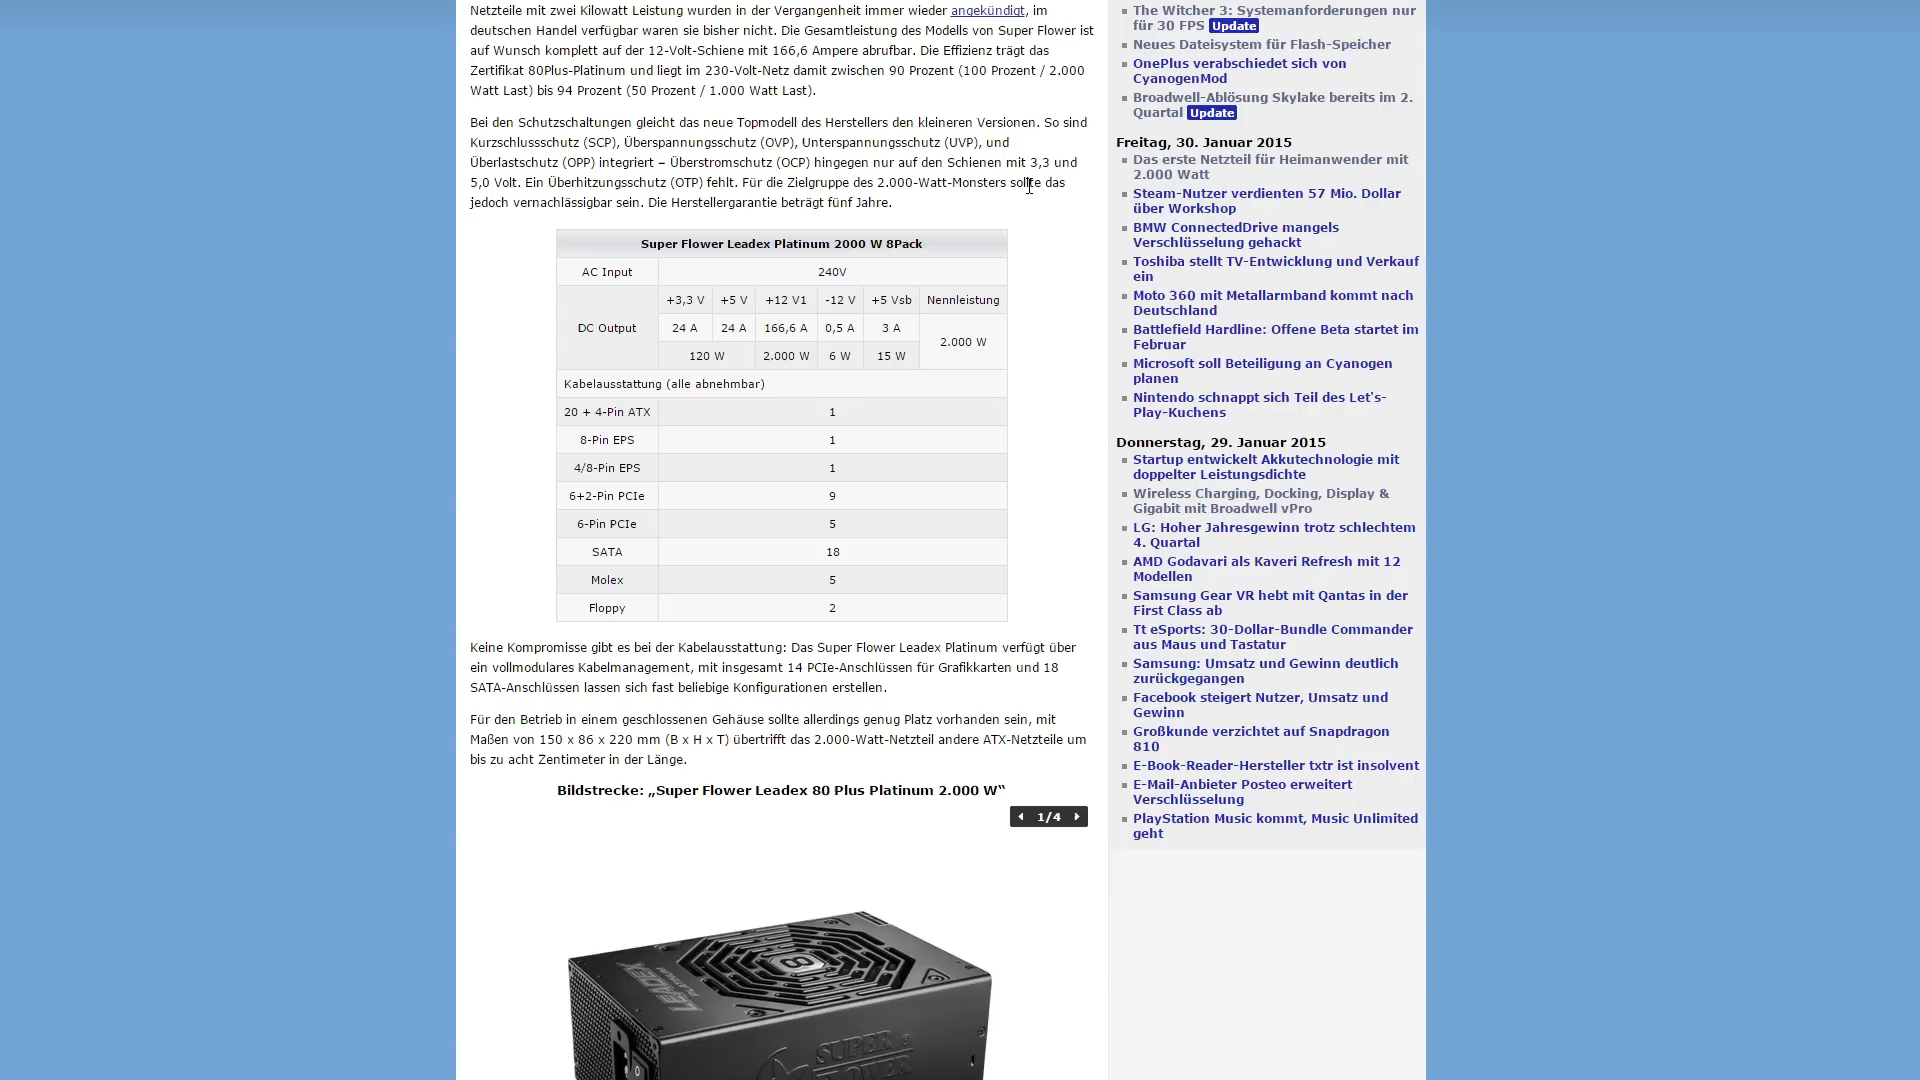 Netzteile mit zwei Kilowatt Leistung wurden in der Vergangenheit immer wieder angekündigt, im
deutschen Handel verfügbar waren sie bisher nicht. Die Gesamtleistung des Modells von Super Flower ist
auf Wunsch komplett auf der 12-Volt-Schiene mit 166,6 Ampere abrufbar. Die Effizienz trägt das
Zertifikat 80Plus-Platinum und liegt im 230-Volt-Netz damit zwischen 90 Prozent (100 Prozent / 2.000
Watt Last) bis 94 Prozent (50 Prozent / 1.000 Watt Last).
Bei den Schutzschaltungen gleicht das neue Topmodell des Herstellers den kleineren Versionen. So sind
Kurzschlussschutz (SCP), Überspannungsschutz (OVP), Unterspannungsschutz (UVP), und
Überlastschutz (OPP) integriert – Überstromschutz (OCP) hingegen nur auf den Schienen mit 3,3 und
5,0 Volt. Ein Überhitzungsschutz (OTP) fehlt. Für die Zielgruppe des 2.000-Watt-Monsters sollte das
jedoch vernachlässigbar sein. Die Herstellergarantie beträgt fünf Jahre.
Super Flower Leadex Platinum 2000 W 8Pack
AC Input 240V
+3,3 V +5 V +12 V1 -12 V +5 Vsb Nennleistung
DC Output 24 A 24 A 166,6 A 0,5 A 3 A
2.000 W
120 W 2.000 W 6 W 15 W
Kabelausstattung (alle abnehmbar)
20 + 4-Pin ATX 1
8-Pin EPS 1
4/8-Pin EPS 1
6+2-Pin PCIe 9
6-Pin PCIe 5
SATA 18
Molex 5
Floppy 2
Keine Kompromisse gibt es bei der Kabelausstattung: Das Super Flower Leadex Platinum verfügt über
ein vollmodulares Kabelmanagement, mit insgesamt 14 PCIe-Anschlüssen für Grafikkarten und 18
SATA-Anschlüssen lassen sich fast beliebige Konfigurationen erstellen.
Für den Betrieb in einem geschlossenen Gehäuse sollte allerdings genug Platz vorhanden sein, mit
Maßen von 150 x 86 x 220 mm (B x H x T) übertrifft das 2.000-Watt-Netzteil andere ATX-Netzteile um
bis zu acht Zentimeter in der Länge.
Bildstrecke: „Super Flower Leadex 80 Plus Platinum 2.000 W“
1/4
8
LEADEX
PLATINUM
SUPER
FLOWER
The Witcher 3: Systemanforderungen nur
für 30 FPS Update
Neues Dateisystem für Flash-Speicher
OnePlus verabschiedet sich von
CyanogenMod
Broadwell-Ablösung Skylake bereits im 2.
Quartal Update
Freitag, 30. Januar 2015
Das erste Netzteil für Heimanwender mit
2.000 Watt
Steam-Nutzer verdienten 57 Mio. Dollar
über Workshop
BMW ConnectedDrive mangels
Verschlüsselung gehackt
Toshiba stellt TV-Entwicklung und Verkauf
ein
Moto 360 mit Metallarmband kommt nach
Deutschland
Battlefield Hardline: Offene Beta startet im
Februar
Microsoft soll Beteiligung an Cyanogen
planen
Nintendo schnappt sich Teil des Let's-
Play-Kuchens
Donnerstag, 29. Januar 2015
Startup entwickelt Akkutechnologie mit
doppelter Leistungsdichte
Wireless Charging, Docking, Display &
Gigabit mit Broadwell vPro
LG: Hoher Jahresgewinn trotz schlechtem
4. Quartal
AMD Godavari als Kaveri Refresh mit 12
Modellen
Samsung Gear VR hebt mit Qantas in der
First Class ab
Tt eSports: 30-Dollar-Bundle Commander
aus Maus und Tastatur
Samsung: Umsatz und Gewinn deutlich
zurückgegangen
Facebook steigert Nutzer, Umsatz und
Gewinn
Großkunde verzichtet auf Snapdragon
810
E-Book-Reader-Hersteller txtr ist insolvent
E-Mail-Anbieter Posteo erweitert
Verschlüsselung
PlayStation Music kommt, Music Unlimited
geht